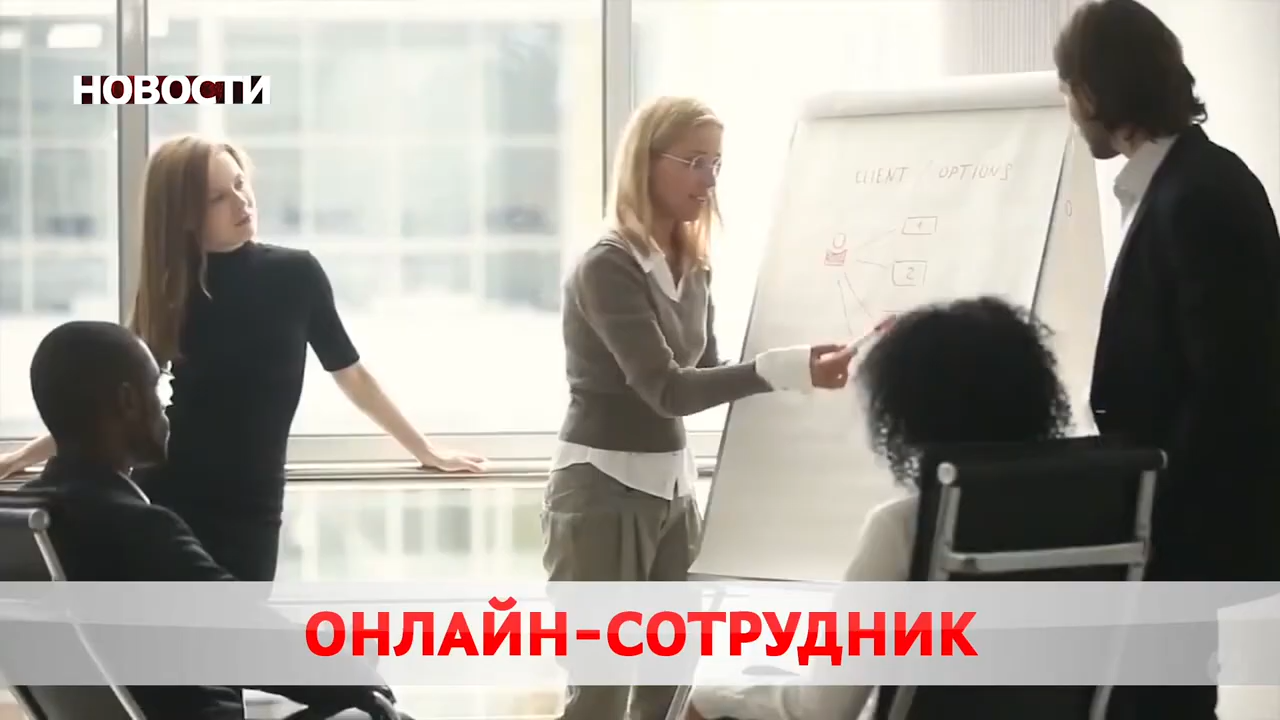 НОВОСТИ
CLIENT / OPTIONS
1
2
ОНЛАЙН-СОТРУДНИК